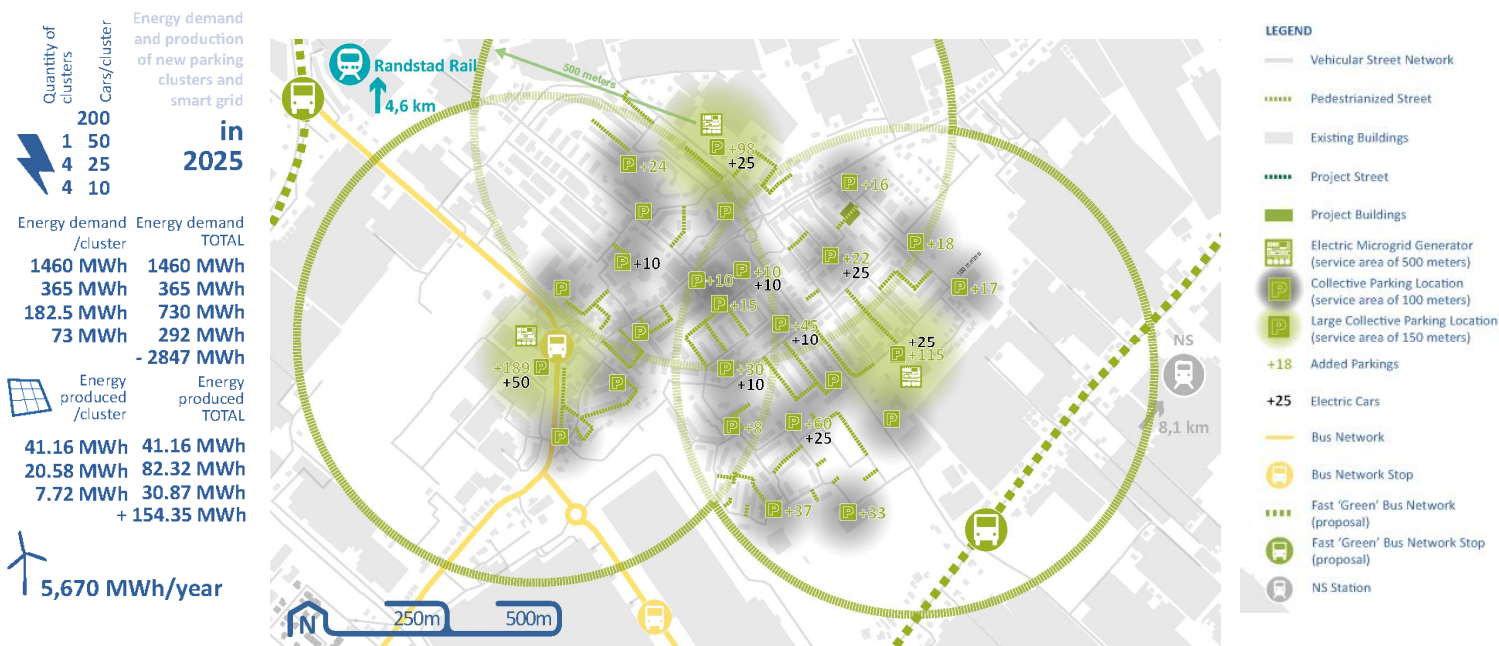 Quantity of
clusters
Cars/cluster
Energy demand
and production
of new parking
clusters and
smart grid
in
2025
200
1 50
4 25
4 10
Energy demand
/cluster
Energy demand
TOTAL
1460 MWh 1460 MWh
365 MWh 365 MWh
182.5 MWh 730 MWh
73 MWh 292 MWh
- 2847 MWh
Energy
produced
/cluster
Energy
produced
TOTAL
41.16 MWh 41.16 MWh
20.58 MWh 82.32 MWh
7.72 MWh 30.87 MWh
+ 154.35 MWh
5,670 MWh/year
Randstad Rail
4,6 km
500 meters
P +98
+25
P +24
P +16
P
P
P +18
P +10
P +22
+25
P +10
+10
P +10
P +17
100 meters
P
P +15
P +45
+10
P
+25
P +115
NS
8,1 km
+189 P
+50
P +30
+10
P
P
P +60
+25
P +8
P
P
P +37
P +33
N
250m
500m
LEGEND
Vehicular Street Network
Pedestrianized Street
Existing Buildings
Project Street
Project Buildings
Electric Microgrid Generator
(service area of 500 meters)
P Collective Parking Location
(service area of 100 meters)
P Large Collective Parking Location
(service area of 150 meters)
+18 Added Parkings
+25 Electric Cars
Bus Network
Bus Network Stop
Fast ‘Green’ Bus Network
(proposal)
Fast ‘Green’ Bus Network Stop
(proposal)
NS Station